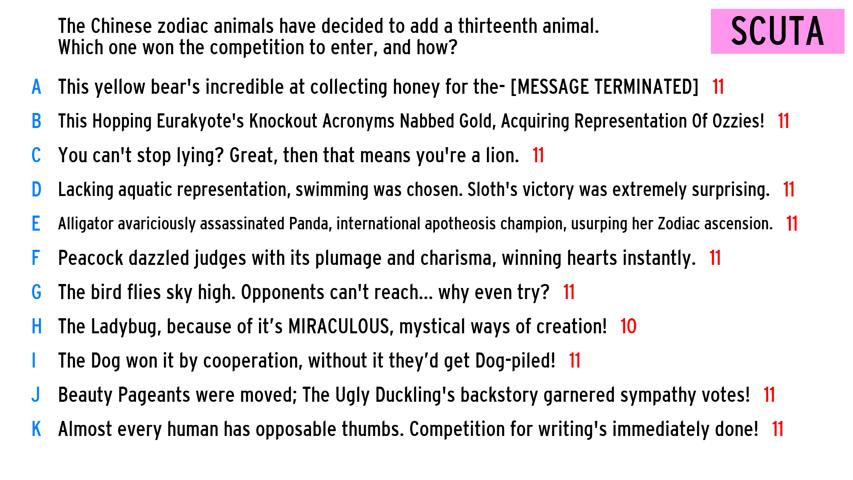 The Chinese zodiac animals have decided to add a thirteenth animal.
Which one won the competition to enter, and how?
SCUTA
A This yellow bear's incredible at collecting honey for the- [MESSAGE TERMINATED] 11
B This Hopping Eurakyote's Knockout Acronyms Nabbed Gold, Acquiring Representation Of Ozzies! 11
C You can't stop lying? Great, then that means you're a lion. 11
D Lacking aquatic representation, swimming was chosen. Sloth's victory was extremely surprising. 11
E Alligator avariciously assassinated Panda, international apotheosis champion, usurping her Zodiac ascension. 11
F Peacock dazzled judges with its plumage and charisma, winning hearts instantly. 11
G The bird flies sky high. Opponents can't reach... why even try? 11
H The Ladybug, because of it's MIRACULOUS, mystical ways of creation! 10
I The Dog won it by cooperation, without it they'd get Dog-piled! 11
J Beauty Pageants were moved; The Ugly Duckling's backstory garnered sympathy votes! 11
K Almost every human has opposable thumbs. Competition for writing's immediately done! 11